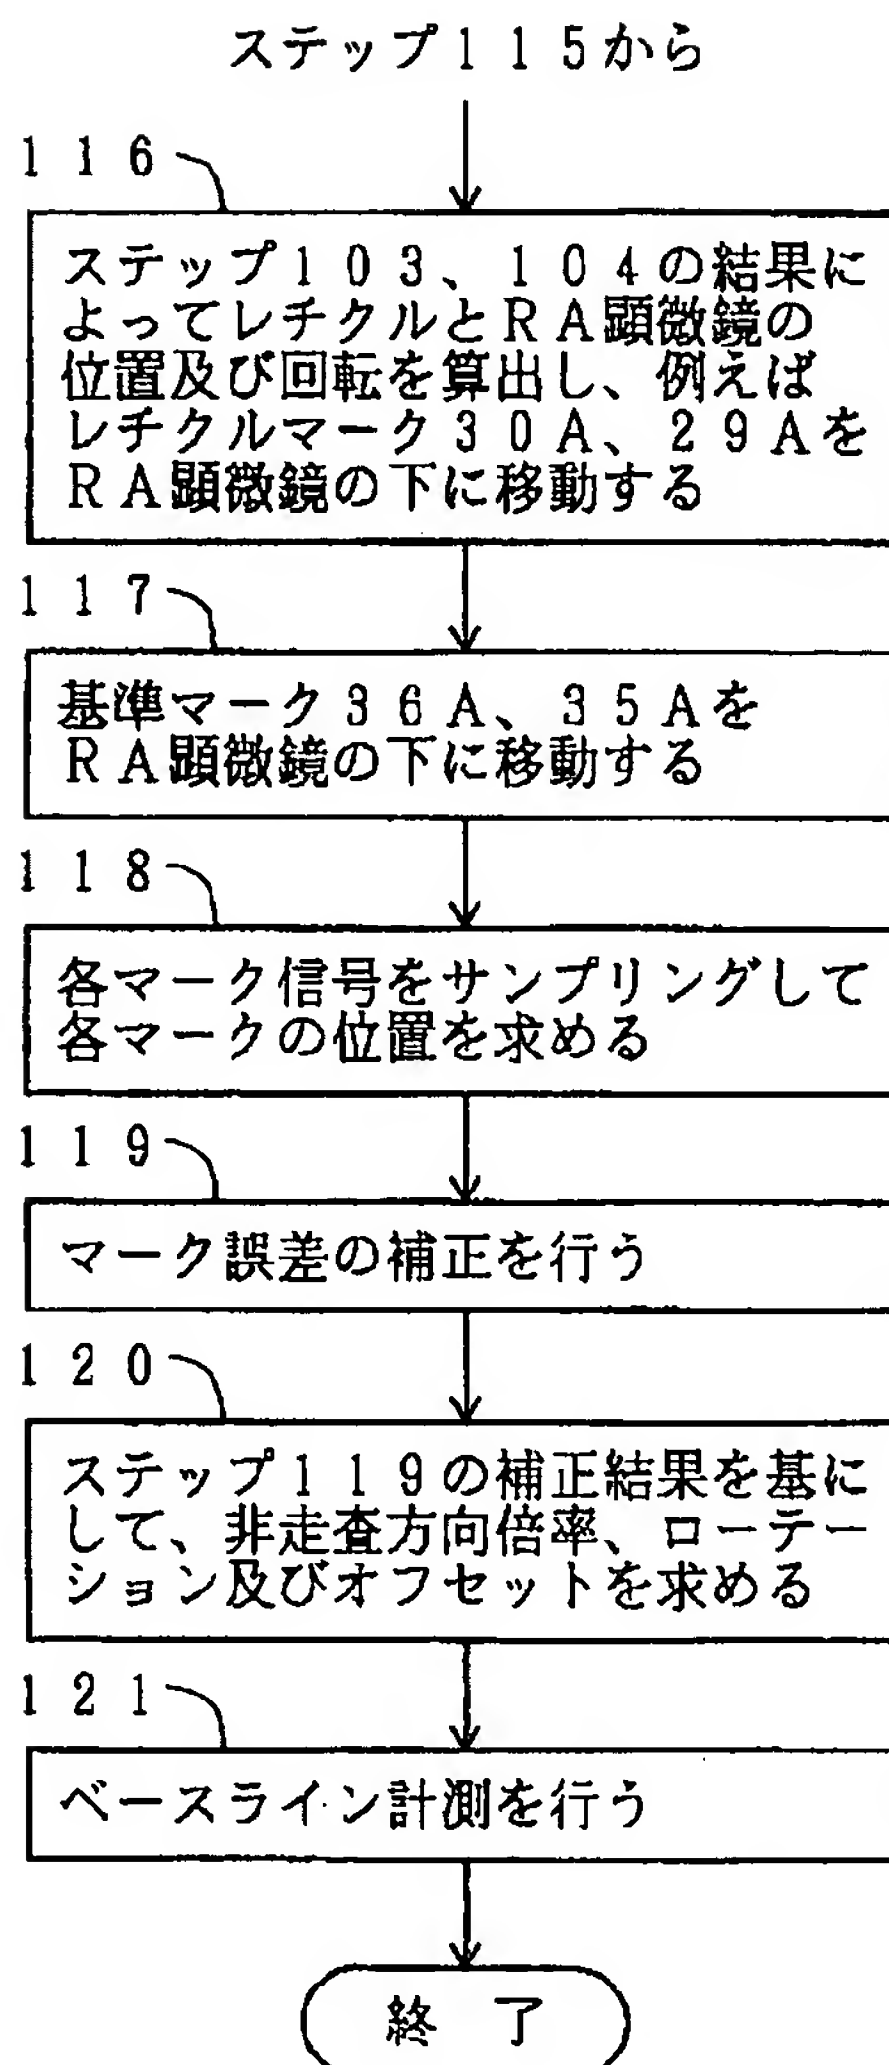 ステップ115から
116
ステップ103、104の結果に
よってレチクルとRA顕微鏡の
位置及び回転を算出し、例えば
レチクルマーク30A、29Aを
RA顕微鏡の下に移動する
117
基準マーク36A、35Aを
RA顕微鏡の下に移動する
118
各マーク信号をサンプリングして
各マークの位置を求める
119
マーク誤差の補正を行う
120
ステップ119の補正結果を基に
して、非走査方向倍率、ローテー
ション及びオフセットを求める
121
ベースライン計測を行う
終 了